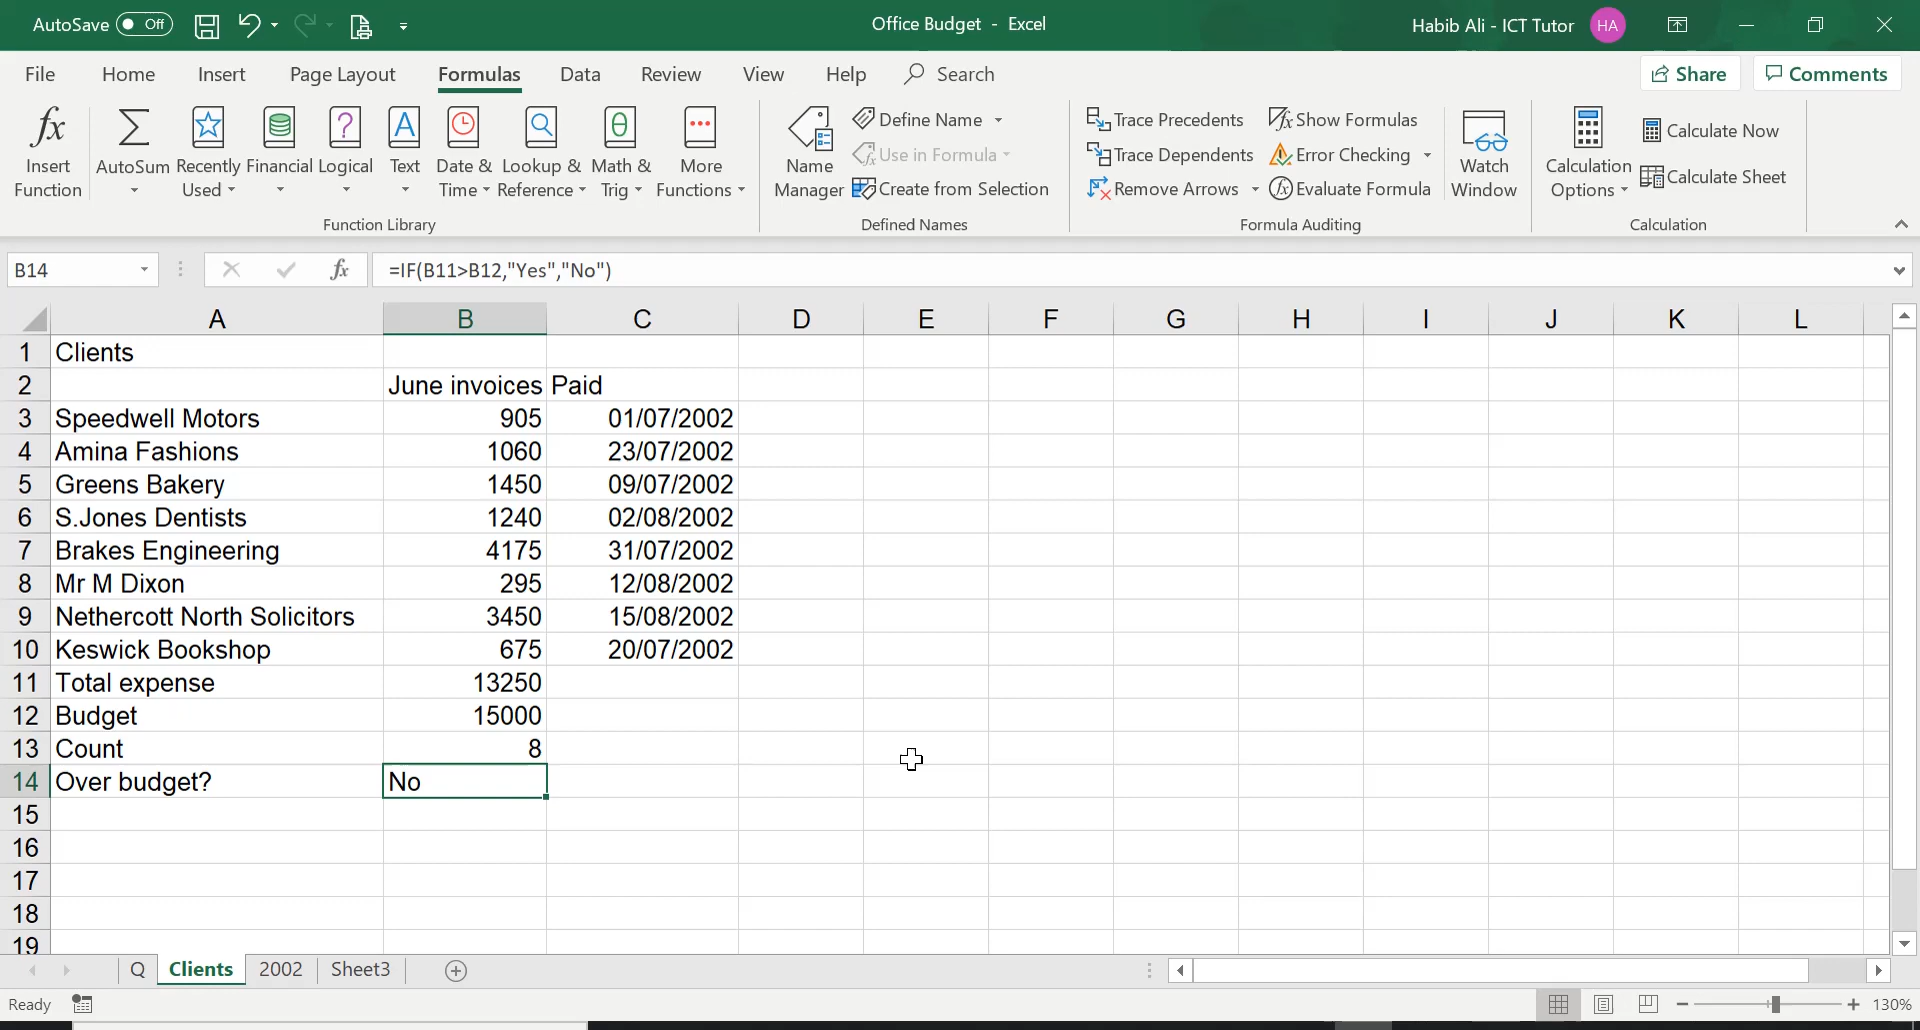 AutoSave Off Office Budget - Excel Habib Ali - ICT Tutor HA
File Home Insert Page Layout Formulas Data Review View Help Search Share Comments
fx Σ ? A θ
Insert Function AutoSum Recently Used Financial Logical Text Date & Time Lookup & Reference Math & Trig More Functions
Function Library
Name Manager Define Name
Use in Formula
Create from Selection
Defined Names
Trace Precedents Show Formulas
Trace Dependents Error Checking
Remove Arrows Evaluate Formula
Watch Window
Formula Auditing
Calculation Options Calculate Now
Calculate Sheet
Calculation
B14 fx =IF(B11>B12,"Yes","No")
A B C D E F G H I J K L
1 Clients
2 June invoices Paid
3 Speedwell Motors 905 01/07/2002
4 Amina Fashions 1060 23/07/2002
5 Greens Bakery 1450 09/07/2002
6 S.Jones Dentists 1240 02/08/2002
7 Brakes Engineering 4175 31/07/2002
8 Mr M Dixon 295 12/08/2002
9 Nethercott North Solicitors 3450 15/08/2002
10 Keswick Bookshop 675 20/07/2002
11 Total expense 13250
12 Budget 15000
13 Count 8
14 Over budget? No
15
16
17
18
19
Q Clients 2002 Sheet3
Ready 130%